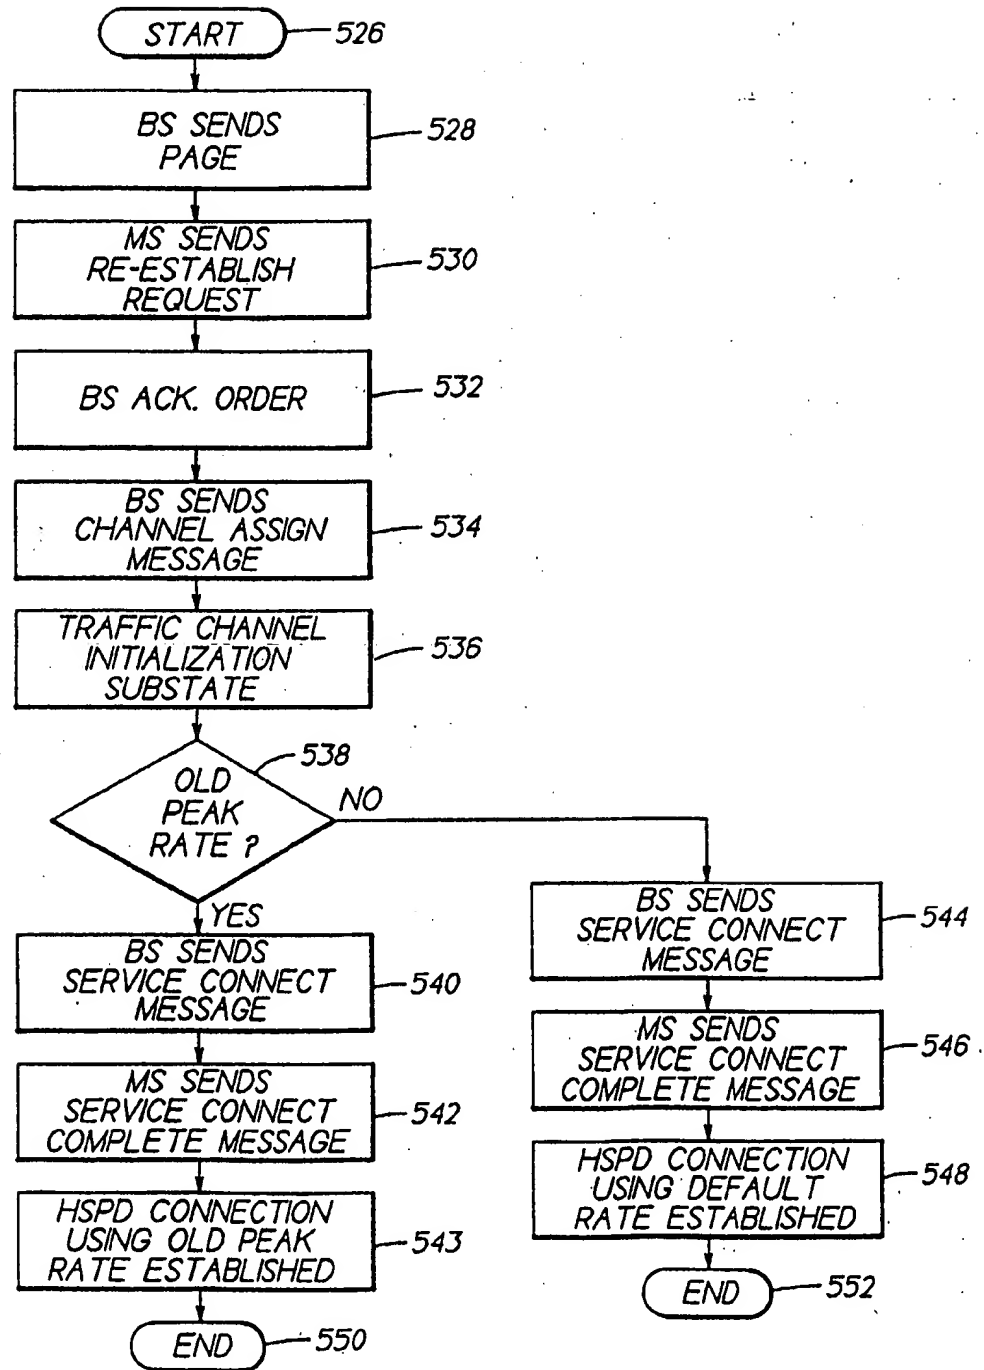 START
526
BS SENDS
PAGE
528
MS SENDS
RE-ESTABLISH
REQUEST
530
BS ACK. ORDER
532
BS SENDS
CHANNEL ASSIGN
MESSAGE
534
TRAFFIC CHANNEL
INITIALIZATION
SUBSTATE
536
OLD
PEAK
RATE ?
538
NO
YES
BS SENDS
SERVICE CONNECT
MESSAGE
540
MS SENDS
SERVICE CONNECT
COMPLETE MESSAGE
542
HSPD CONNECTION
USING OLD PEAK
RATE ESTABLISHED
543
END
550
BS SENDS
SERVICE CONNECT
MESSAGE
544
MS SENDS
SERVICE CONNECT
COMPLETE MESSAGE
546
HSPD CONNECTION
USING DEFAULT
RATE ESTABLISHED
548
END
552